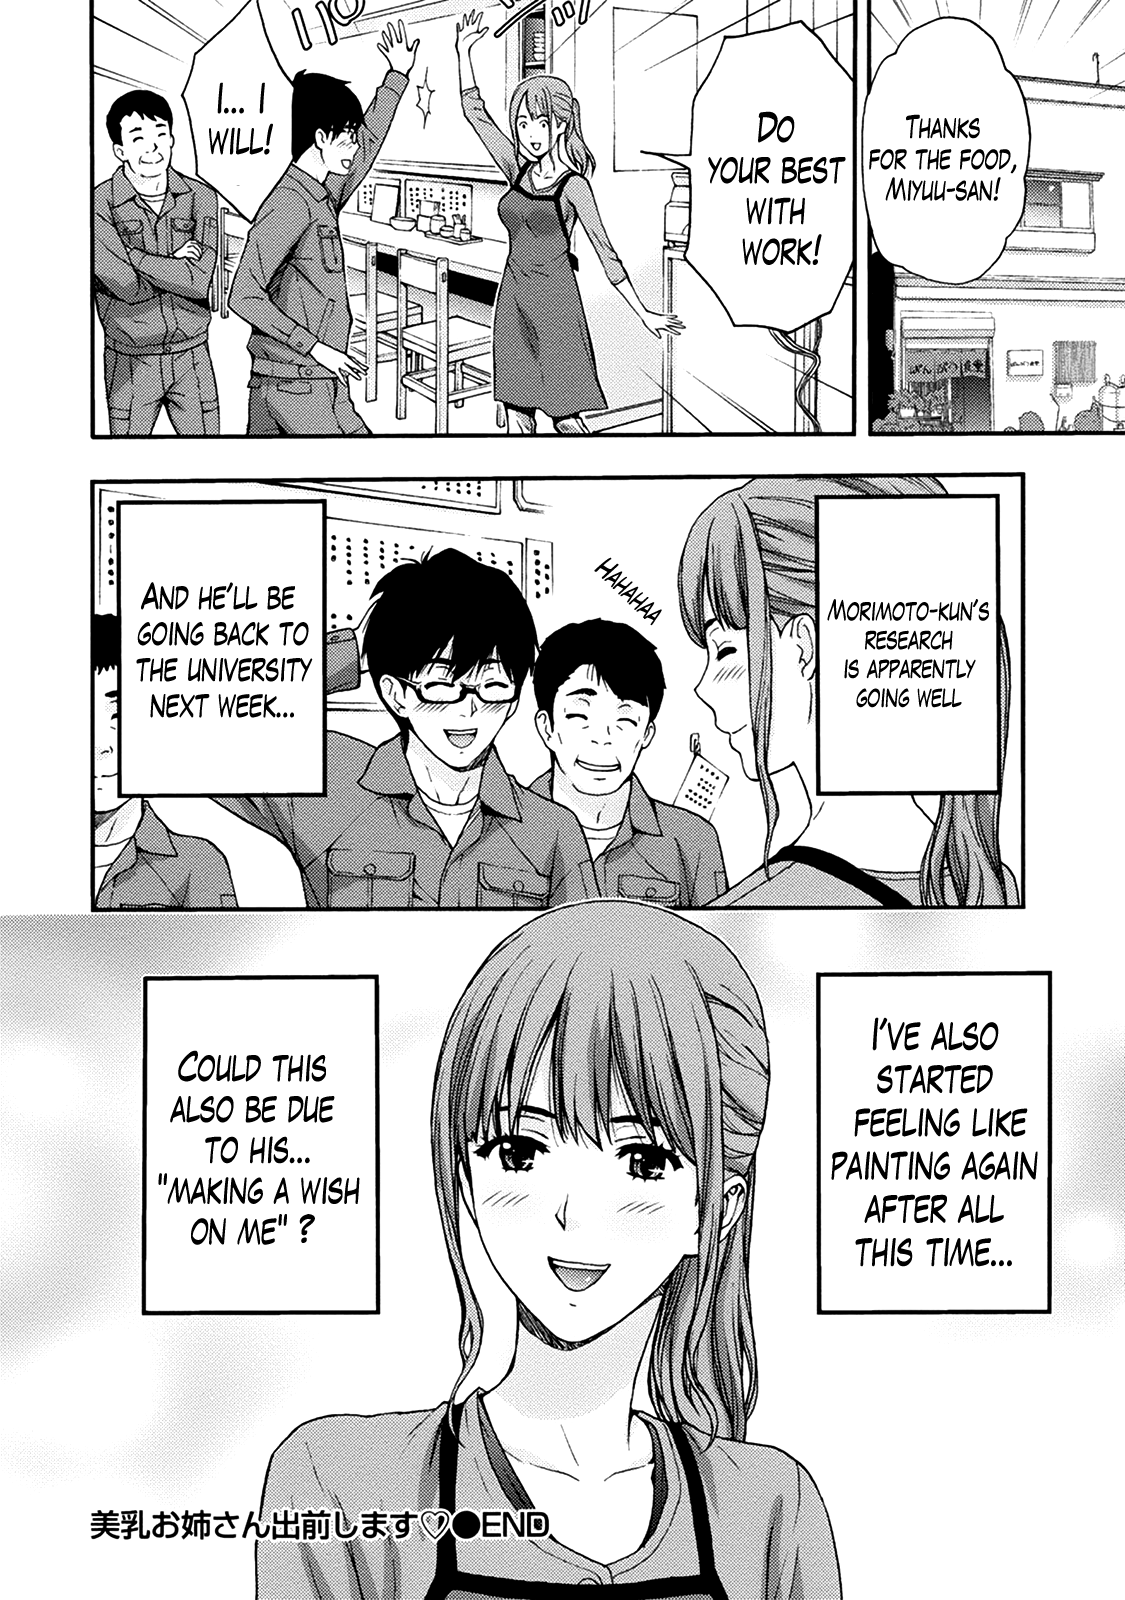 THANKS
FOR THE FOOD,
MIYUU-SAN!
DO
YOUR BEST
WITH
WORK!
I... I
WILL!
MORIMOTO-KUN'S
RESEARCH
IS APPARENTLY
GOING WELL
HAHAHAA
AND HE'LL BE
GOING BACK TO
THE UNIVERSITY
NEXT WEEK...
I'VE ALSO
STARTED
FEELING LIKE
PAINTING AGAIN
AFTER ALL
THIS TIME...
COULD THIS
ALSO BE DUE
TO HIS...
"MAKING A WISH
ON ME" ?
美乳お姉さん出前します♡●END